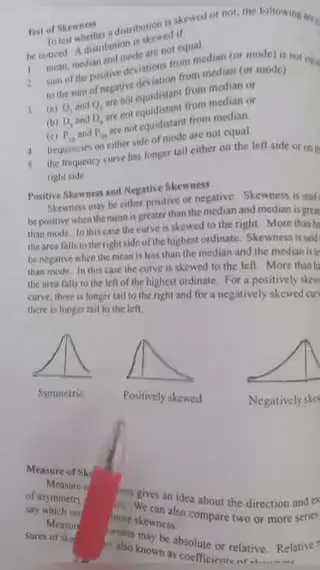 Test of Skewness
To test whether a distribution is skewed or not, the following are
be noticed. A distribution is skewed if
1 mean, median and mode are not equal
2 sum of the positive deviations from median (or mode) is not
to the sum of negative deviation from median (or mode)
3 (a) Q₁ and Q₃ are not equidistant from median or
(b) D₁ and D₉ are not equidistant from median or
(c) P₁₀ and P₉₀ are not equidistant from median.
4 frequencies on either side of mode are not equal
5 the frequency curve has longer tail either on the left side or on
right side
Positive Skewness and Negative Skewness
Skewness may be either positive or negative. Skewness is said
be positive when the mean is greater than the median and median is
than mode. In this case the curve is skewed to the right. More than
the area falls to the right side of the highest ordinate. Skewness is said
be negative when the mean is less than the median and the median is
than mode. In this case the curve is skewed to the left. More than
the area falls to the left of the highest ordinate. For a positively
curve, there is longer tail to the right and for a negatively skewed
there is longer tail to the left.
Symmetric Positively skewed Negatively
Measure of
Measure gives an idea about the direction and
of asymmetry We can also compare two or more series
say which more skewness.
may be absolute or relative. Relative
sures of also known as coefficients of